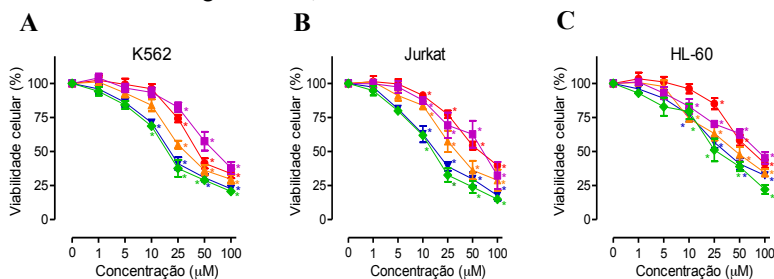 A
K562
Viabilidade celular (%)
100
75
50
25
0
0 1 5 10 25 50 100
Concentração (µM)
B
Jurkat
Viabilidade celular (%)
100
75
50
25
0
0 1 5 10 25 50 100
Concentração (µM)
C
HL-60
Viabilidade celular (%)
100
75
50
25
0
0 1 5 10 25 50 100
Concentração (µM)